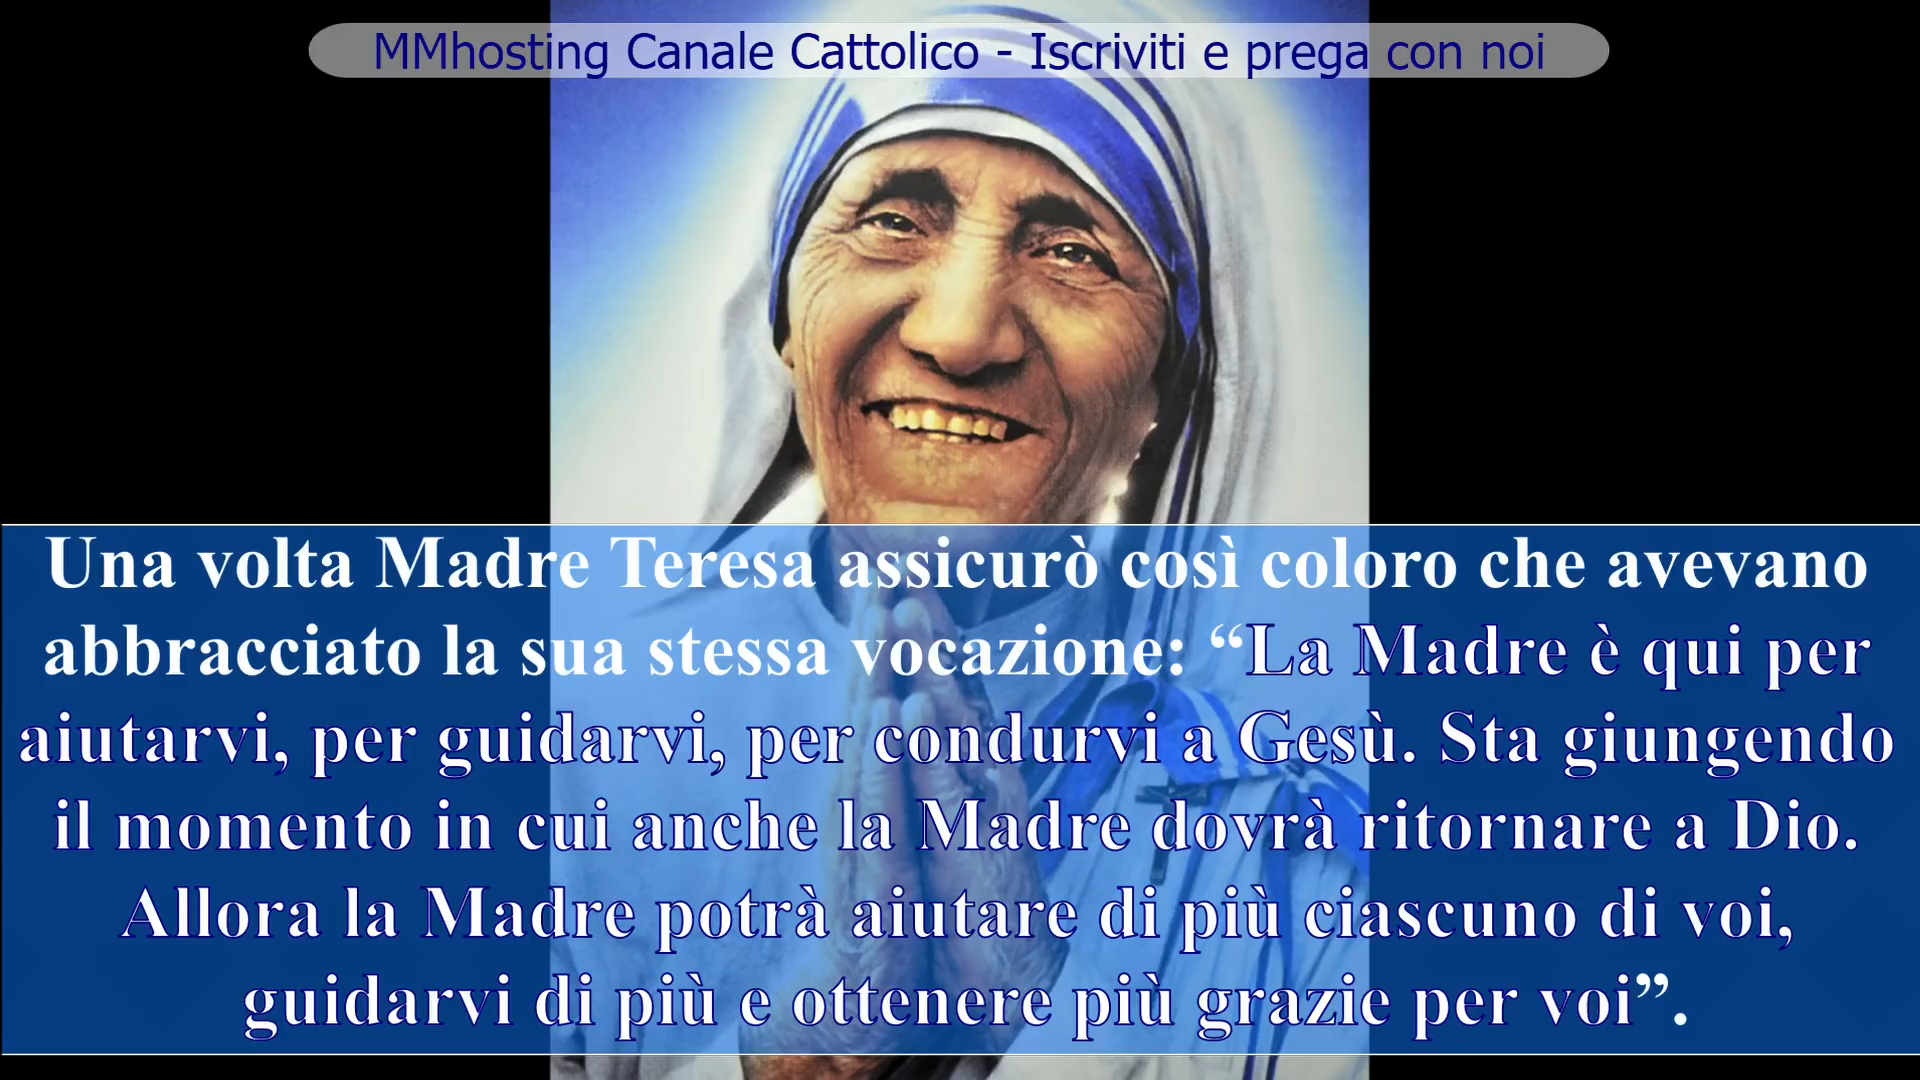 MMhosting Canale Cattolico - Iscriviti e prega con noi
Una volta Madre Teresa assicurò così coloro che avevano
abbracciato la sua stessa vocazione: “La Madre è qui per
aiutarvi, per guidarvi, per condurvi a Gesù. Sta giungendo
il momento in cui anche la Madre dovrà ritornare a Dio.
Allora la Madre potrà aiutare di più ciascuno di voi,
guidarvi di più e ottenere più grazie per voi”.